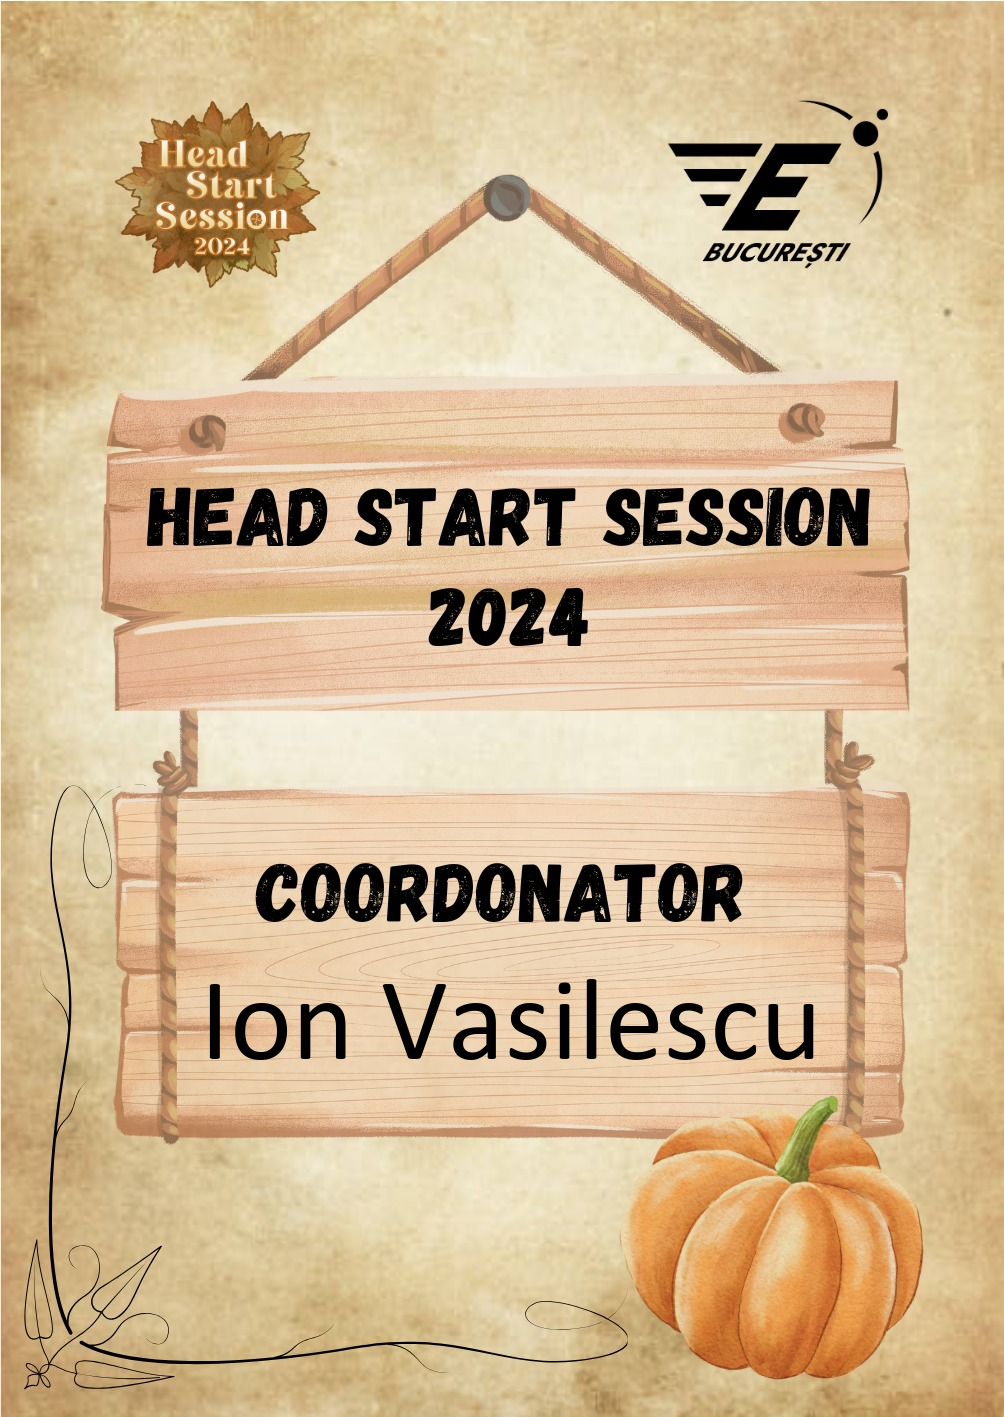 Head
Start
Session
2024
E
BUCUREȘTI
HEAD START SESSION
2024
COORDONATOR
Ion Vasilescu